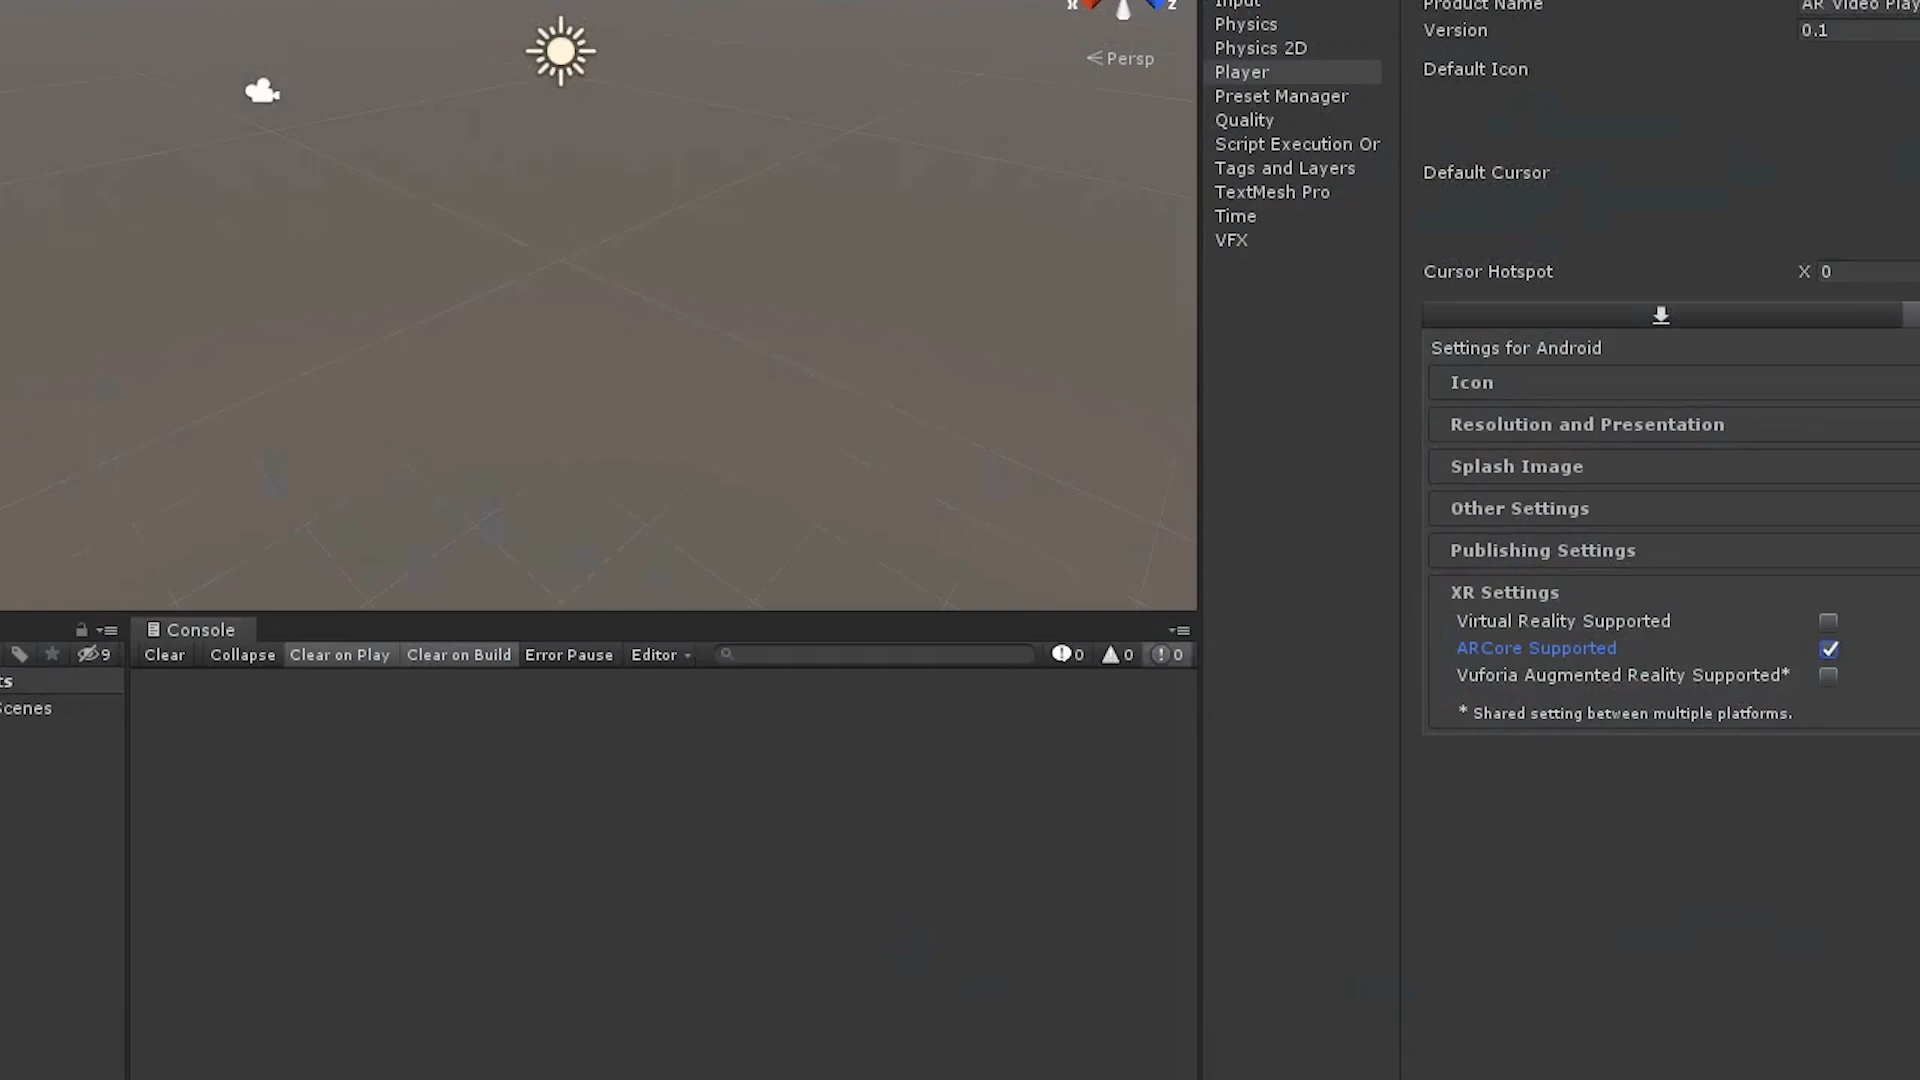 x
z
Persp
Input
Physics
Physics 2D
Player
Preset Manager
Quality
Script Execution Or
Tags and Layers
TextMesh Pro
Time
VFX
Product Name
AR Video Play
Version
0.1
Default Icon
Default Cursor
Cursor Hotspot
X 0
Settings for Android
Icon
Resolution and Presentation
Splash Image
Other Settings
Publishing Settings
XR Settings
Virtual Reality Supported
ARCore Supported
Vuforia Augmented Reality Supported*
* Shared setting between multiple platforms.
Console
9
Clear
Collapse
Clear on Play
Clear on Build
Error Pause
Editor
0
0
0
ts
Scenes